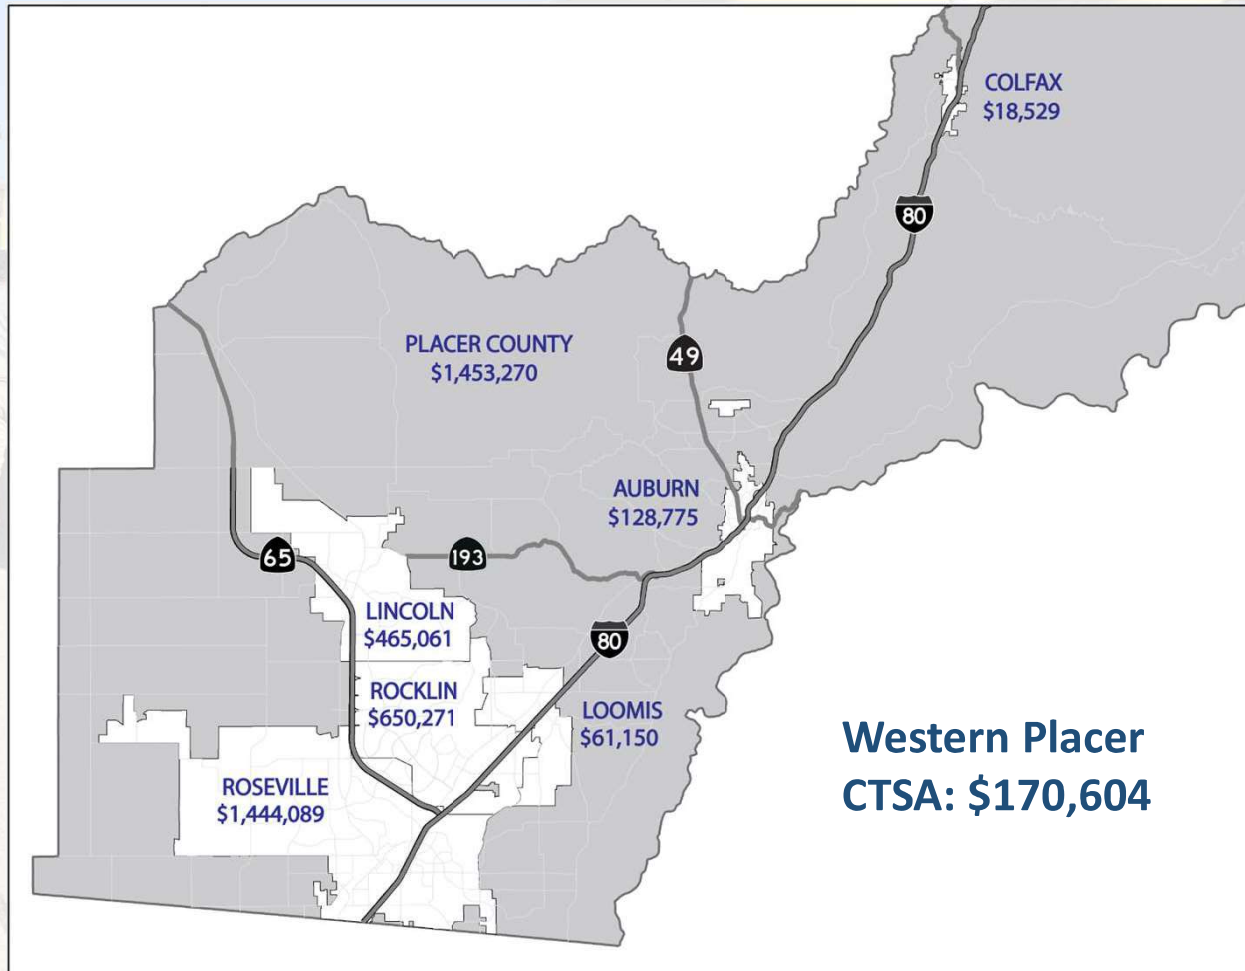 COLFAX
$18,529
80
PLACER COUNTY
$1,453,270
49
AUBURN
$128,775
65
193
LINCOLN
$465,061
80
ROCKLIN
$650,271
LOOMIS
$61,150
ROSEVILLE
$1,444,089
Western Placer
CTSA: $170,604